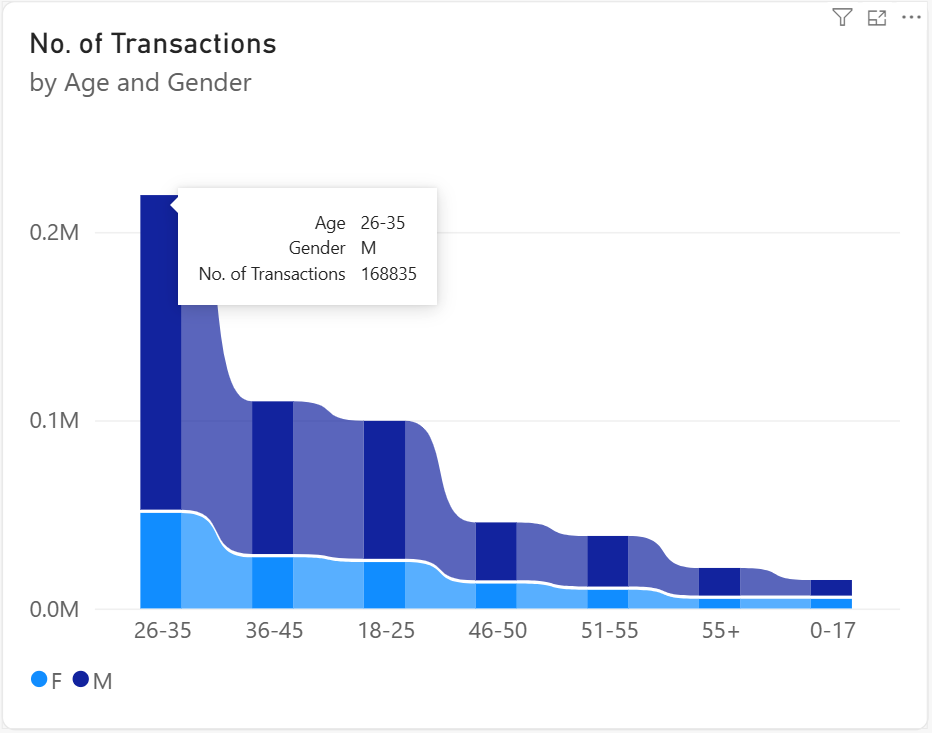 No. of Transactions
by Age and Gender
0.2M
Age 26-35
Gender M
No. of Transactions 168835
0.1M
0.0M
26-35 36-45 18-25 46-50 51-55 55+ 0-17
F M